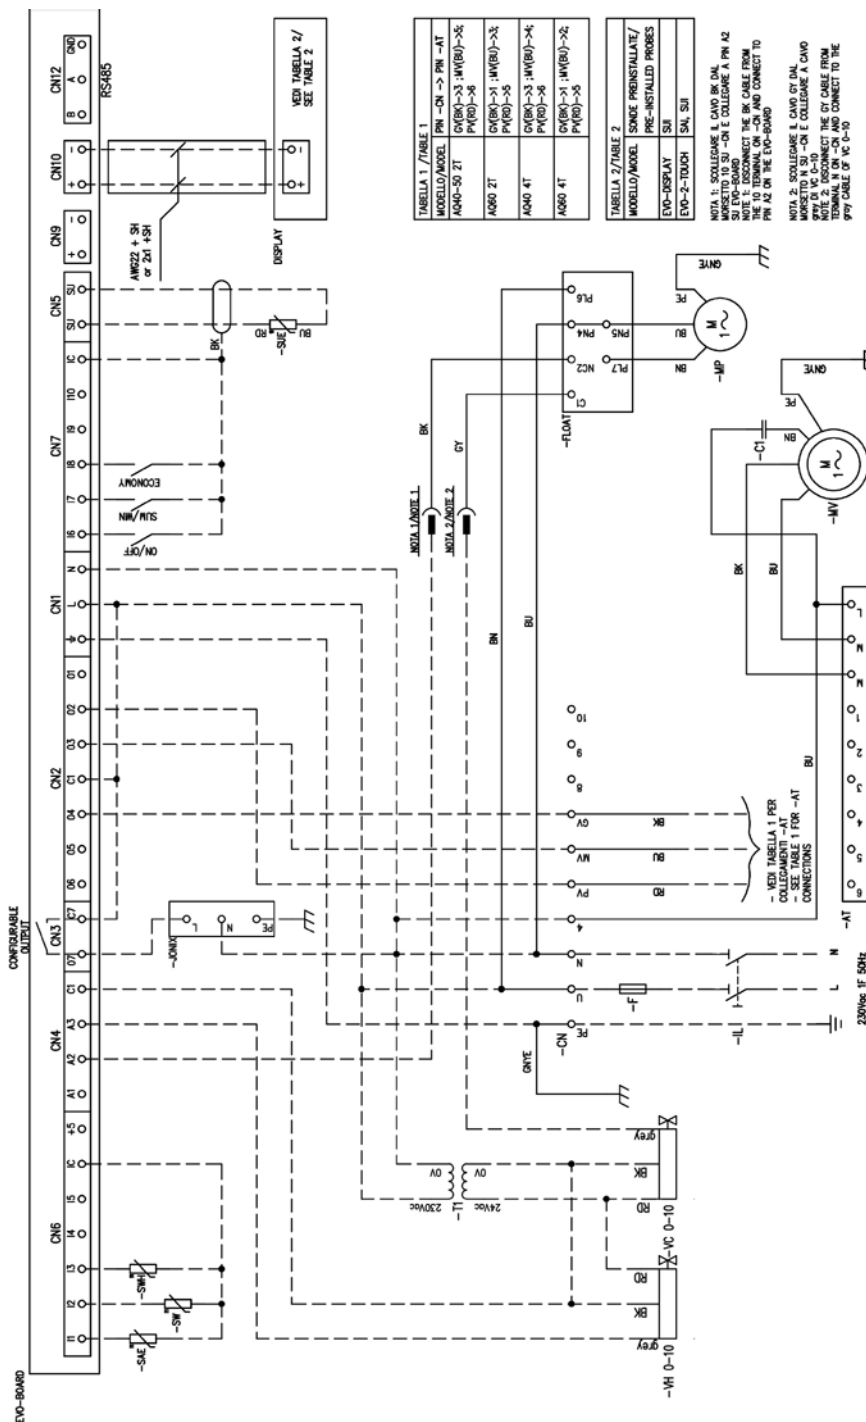 EVO-BOARD
CONFIGURABLE
OUTPUT
CN6
I1
I2
I3
I4
I5
IC
+5
CN4
A1
A2
A3
C1
CN3
O7
C7
CN2
O6
O5
O4
C1
O3
O2
O1
CN1
L
N
CN7
I6
I7
I8
I9
I10
IC
CN5
SU
SU
CN9
+
-
CN10
+
-
CN12
B
A
GND
RS485
-SAE
-SW
-SWH
-JONIX
L
N
PE
ON/OFF
SUM/WIN
ECONOMY
BK
RD
BU
-SUE
AWG22 + SH
or 2x1 +SH
DISPLAY
+
-
VEDI TABELLA 2/
SEE TABLE 2
TABELLA 1 /TABLE 1
MODELLO/MODEL
PIN -CN -> PIN -AT
AQ40-50 2T
GV(BK)->3 ;MV(BU)->5;
PV(RD)->6
AQ60 2T
GV(BK)->1 ;MV(BU)->3;
PV(RD)->5
AQ40 4T
GV(BK)->3 ;MV(BU)->4;
PV(RD)->6
AQ60 4T
GV(BK)->1 ;MV(BU)->2;
PV(RD)->5
TABELLA 2/TABLE 2
MODELLO/MODEL
SONDE PREINSTALLATE/
PRE-INSTALLED PROBES
EVO-DISPLAY
SUI
EVO-2-TOUCH
SAI, SUI
NOTA 1: SCOLLEGARE IL CAVO BK DAL
MORSETTO 10 SU -CN E COLLEGARE A PIN A2
SU EVO-BOARD
NOTE 1: DISCONNECT THE BK CABLE FROM
THE 10 TERMINAL ON -CN AND CONNECT TO
PIN A2 ON THE EVO-BOARD
NOTA 2: SCOLLEGARE IL CAVO GY DAL
MORSETTO N SU -CN E COLLEGARE A CAVO
grey DI VC 0-10
NOTE 2: DISCONNECT THE GY CABLE FROM
TERMINAL N ON -CN AND CONNECT TO THE
grey CABLE OF VC 0-10
-FLOAT
C1
NC2
PN4
PL6
PL7
PN5
BN
BU
PE
GNYE
-MP
M
1
BK
GY
NOTA 1/NOTE 1
NOTA 2/NOTE 2
BN
BU
-C1
BN
PE
GNYE
M
1
-MV
BK
BU
BU
-AT
6
5
4
3
2
1
L
-CN
PE
U
N
4
PV
MV
GV
8
9
10
RD
BU
BK
- VEDI TABELLA 1 PER
COLLEGAMENTI -AT
- SEE TABLE 1 FOR -AT
CONNECTIONS
GNYE
-F
-IL
L
N
230Vac 1F 50Hz
230Vac
0V
-T1
24Vac
0V
grey
BK
RD
-VC 0-10
RD
BK
grey
-VH 0-10